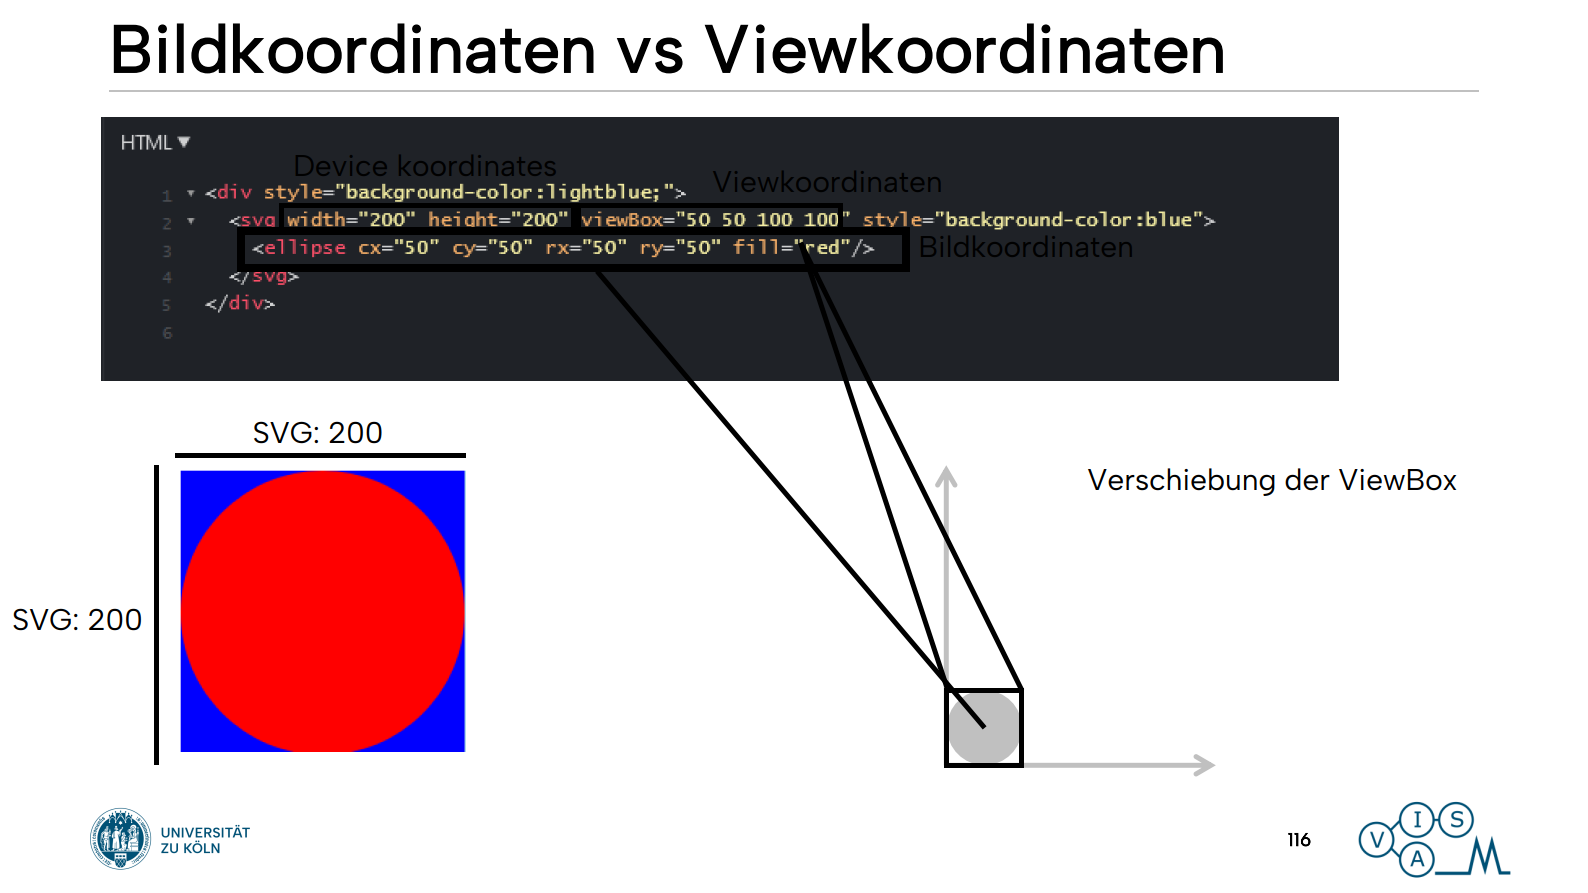 Bildkoordinaten vs Viewkoordinaten
HTML ▼
Device koordinates
Viewkoordinaten
1 ▾ <div style="background-color:lightblue;">
2 ▾ <svg width="200" height="200" viewBox="50 50 100 100" style="background-color:blue">
3 <ellipse cx="50" cy="50" rx="50" ry="50" fill="red"/>
Bildkoordinaten
4 </svg>
5 </div>
6
SVG: 200
SVG: 200
Verschiebung der ViewBox
UNIVERSITÄT
ZU KÖLN
116
V I S
A M